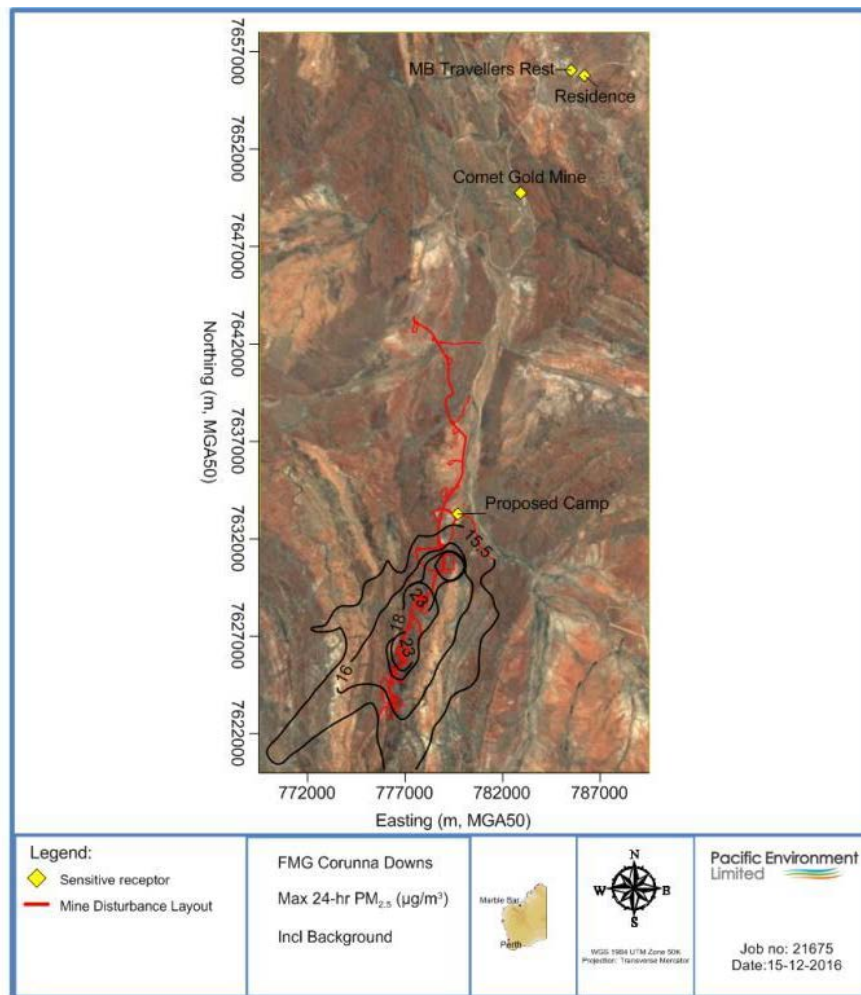 7657000
7652000
7647000
7642000
7637000
7632000
7627000
7622000
Northing (m, MGA50)
MB Travellers Rest
Residence
Comet Gold Mine
Proposed Camp
15.5
23
18
23
16
772000
777000
782000
787000
Easting (m, MGA50)
Legend:
Sensitive receptor
Mine Disturbance Layout
FMG Corunna Downs
Max 24-hr PM2.5 (µg/m³)
Incl Background
Marble Bar
Perth
N
W
E
S
WGS 1984 UTM Zone 50K
Projection: Transverse Mercator
Pacific Environment
Limited
Job no: 21675
Date:15-12-2016